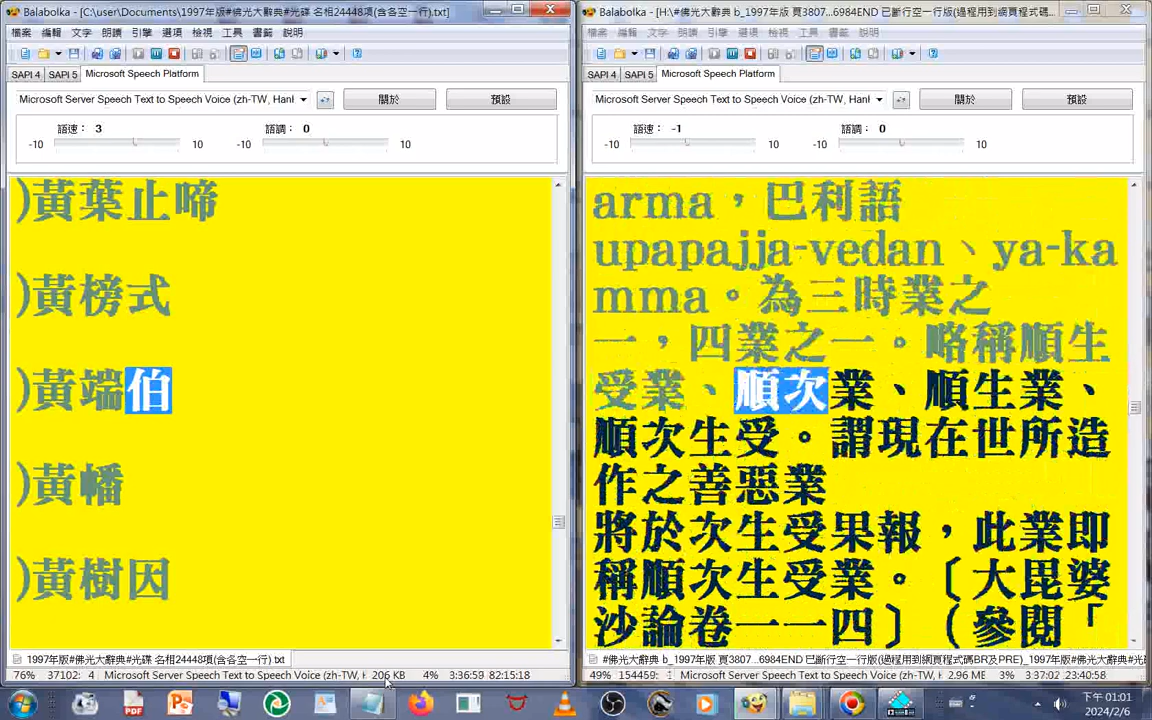 Balabolka - [C:\user\Documents\1997年版#佛光大辭典#光碟 名相24448項(含各空一行).txt]
檔案 編輯 文字 朗讀 引擎 選項 檢視 工具 書籤 說明
SAPI 4 SAPI 5 Microsoft Speech Platform
Microsoft Server Speech Text to Speech Voice (zh-TW, Hanl 關於 預設
語速： 3 語調： 0
-10 10 -10 10
)黃葉止啼
)黃榜式
)黃端伯
)黃幡
)黃樹因
1997年版#佛光大辭典#光碟 名相24448項(含各空一行).txt
76% 37102: 4 Microsoft Server Speech Text to Speech Voice (zh-TW, H 206 KB 4% 3:36:59 82:15:18
Balabolka - [H:\#佛光大辭典 b_1997年版 頁3807...6984END 已斷行空一行版(過程用到網頁程式碼...
檔案 編輯 文字 朗讀 引擎 選項 檢視 工具 書籤 說明
SAPI 4 SAPI 5 Microsoft Speech Platform
Microsoft Server Speech Text to Speech Voice (zh-TW, Hanl 關於 預設
語速： -1 語調： 0
-10 10 -10 10
arma，巴利語
upapajja-vedan、ya-ka
mma。為三時業之
一，四業之一。略稱順生
受業、順次業、順生業、
順次生受。謂現在世所造
作之善惡業
將於次生受果報，此業即
稱順次生受業。〔大毘婆
沙論卷一一四〕（參閱「
#佛光大辭典 b_1997年版 頁3807...6984END 已斷行空一行版(過程用到網頁程式碼BR及PRE)_1997年版#佛光
49% 154459: Microsoft Server Speech Text to Speech Voice (zh-TW, H 2.96 MB 3% 3:37:02 23:40:58
下午 01:01
2024/2/6